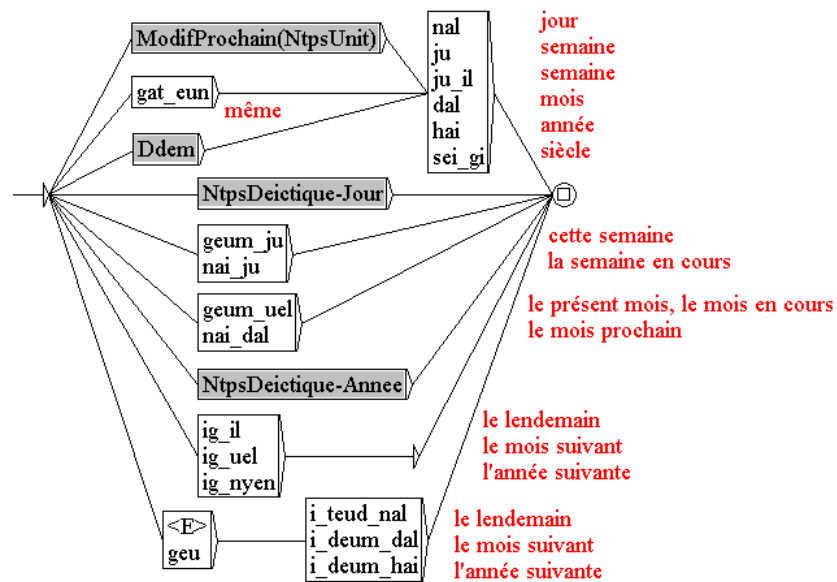 ModifProchain(NtpsUnit)
gat_eun
même
Ddem
nal
ju
ju_il
dal
hai
sei_gi
jour
semaine
semaine
mois
année
siècle
NtpsDeictique-Jour
geum_ju
nai_ju
cette semaine
la semaine en cours
geum_uel
nai_dal
le présent mois, le mois en cours
le mois prochain
NtpsDeictique-Annee
ig_il
ig_uel
ig_nyen
le lendemain
le mois suivant
l'année suivante
<E>
geu
i_teud_nal
i_deum_dal
i_deum_hai
le lendemain
le mois suivant
l'année suivante